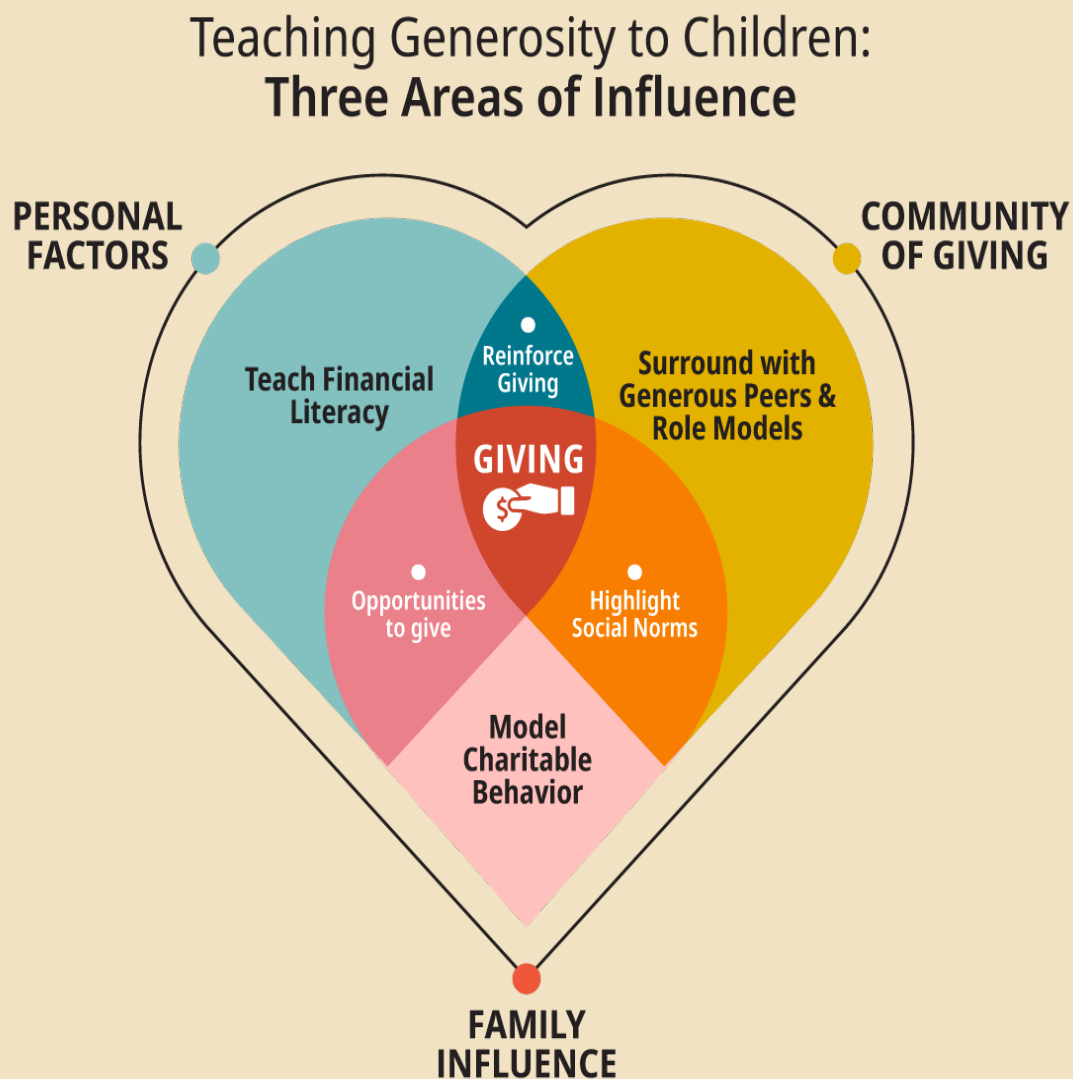 Teaching Generosity to Children:
Three Areas of Influence
PERSONAL
FACTORS
COMMUNITY
OF GIVING
Teach Financial
Literacy
Reinforce
Giving
Surround with
Generous Peers &
Role Models
GIVING
$
Opportunities
to give
Highlight
Social Norms
Model
Charitable
Behavior
FAMILY
INFLUENCE